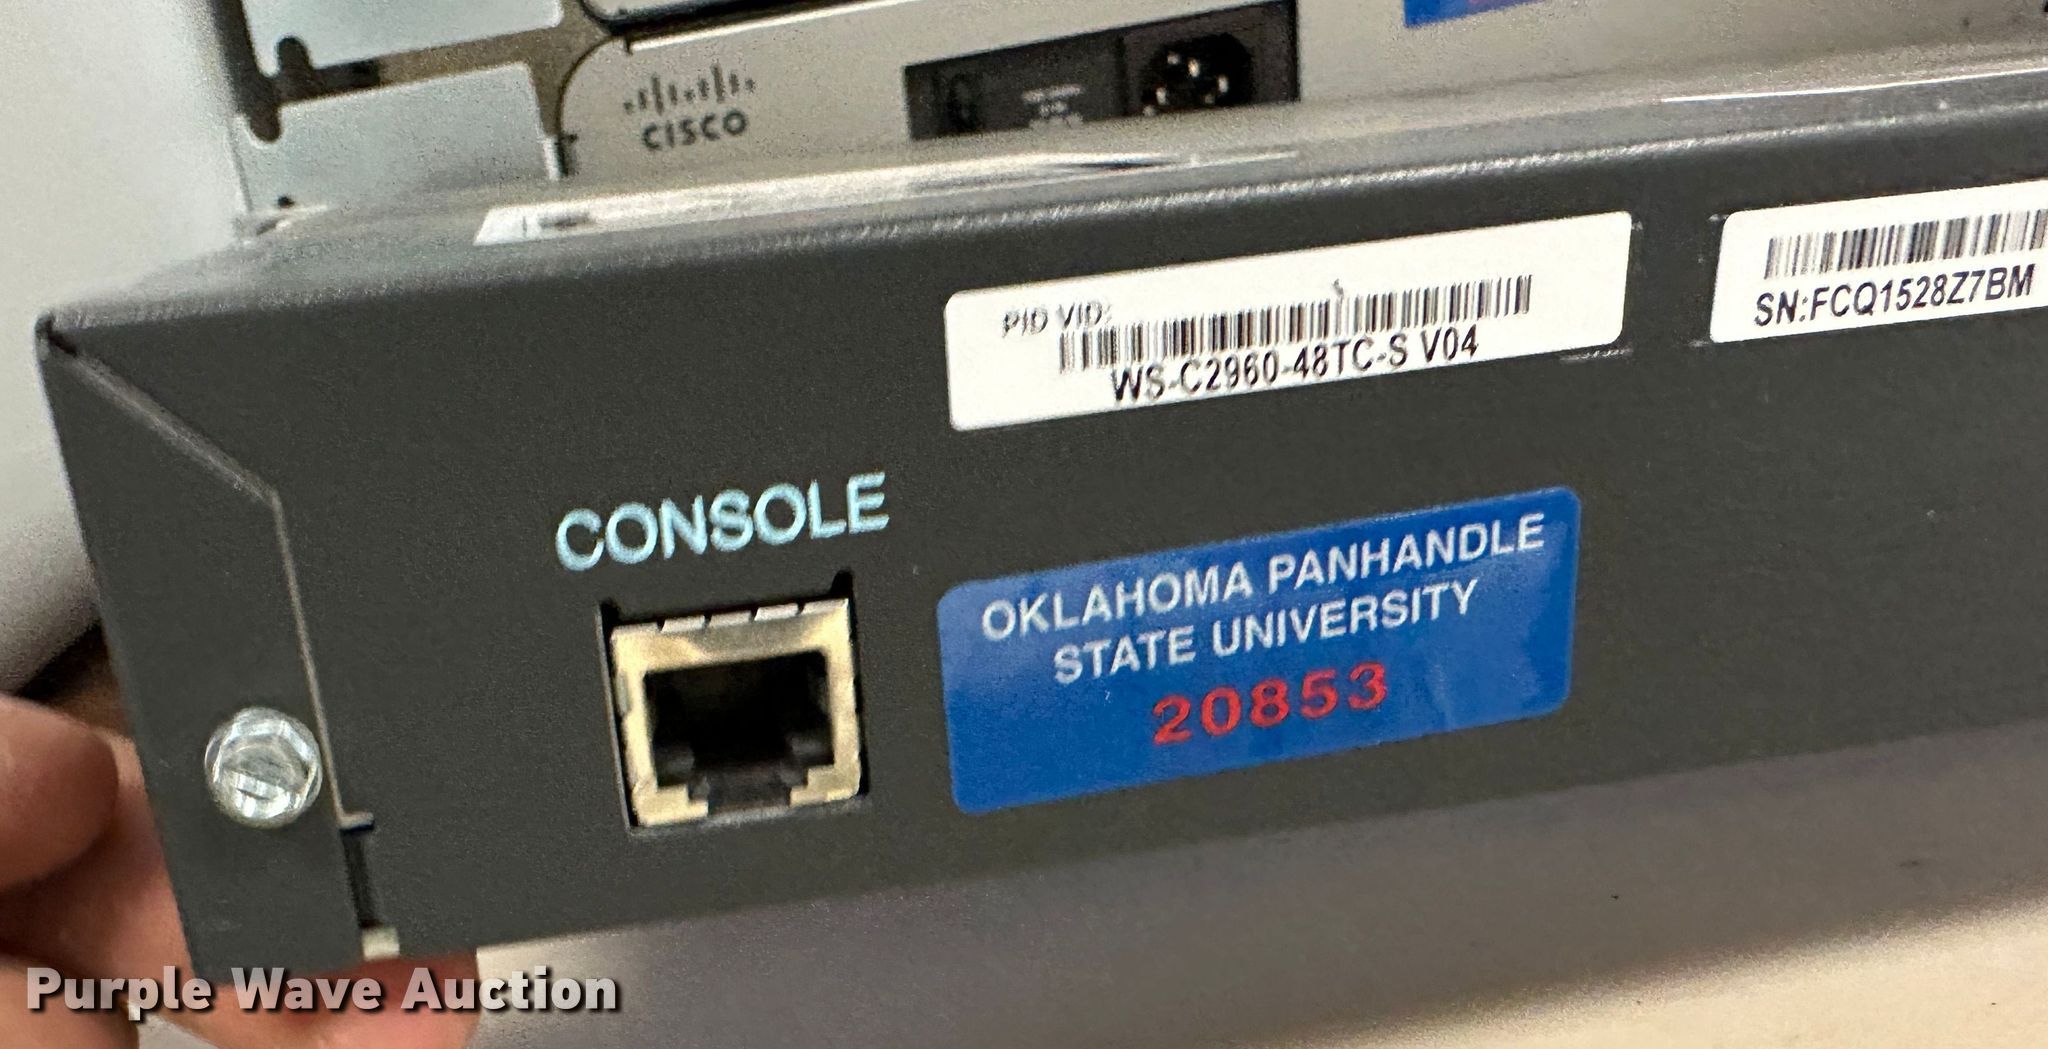 CISCO
PID VID:
WS-C2960-48TC-S V04
SN:FCQ1528Z7BM
CONSOLE
OKLAHOMA PANHANDLE
STATE UNIVERSITY
20853
Purple Wave Auction